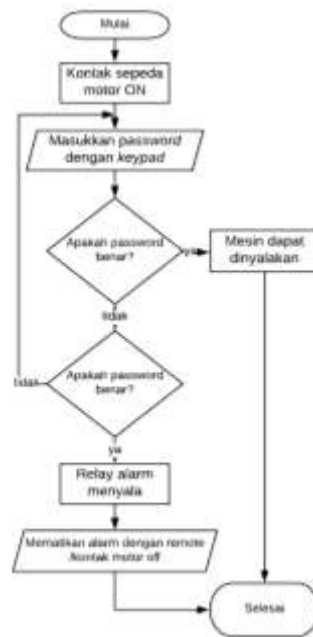 Mulai
Kontak sepeda
motor ON
Masukkan password
dengan keypad
Apakah password
benar?
ya
Mesin dapat
dinyalakan
tidak
Apakah password
benar?
tidak
ya
Relay alarm
menyala
Mematikan alarm dengan remote
/kontak motor off
Selesai